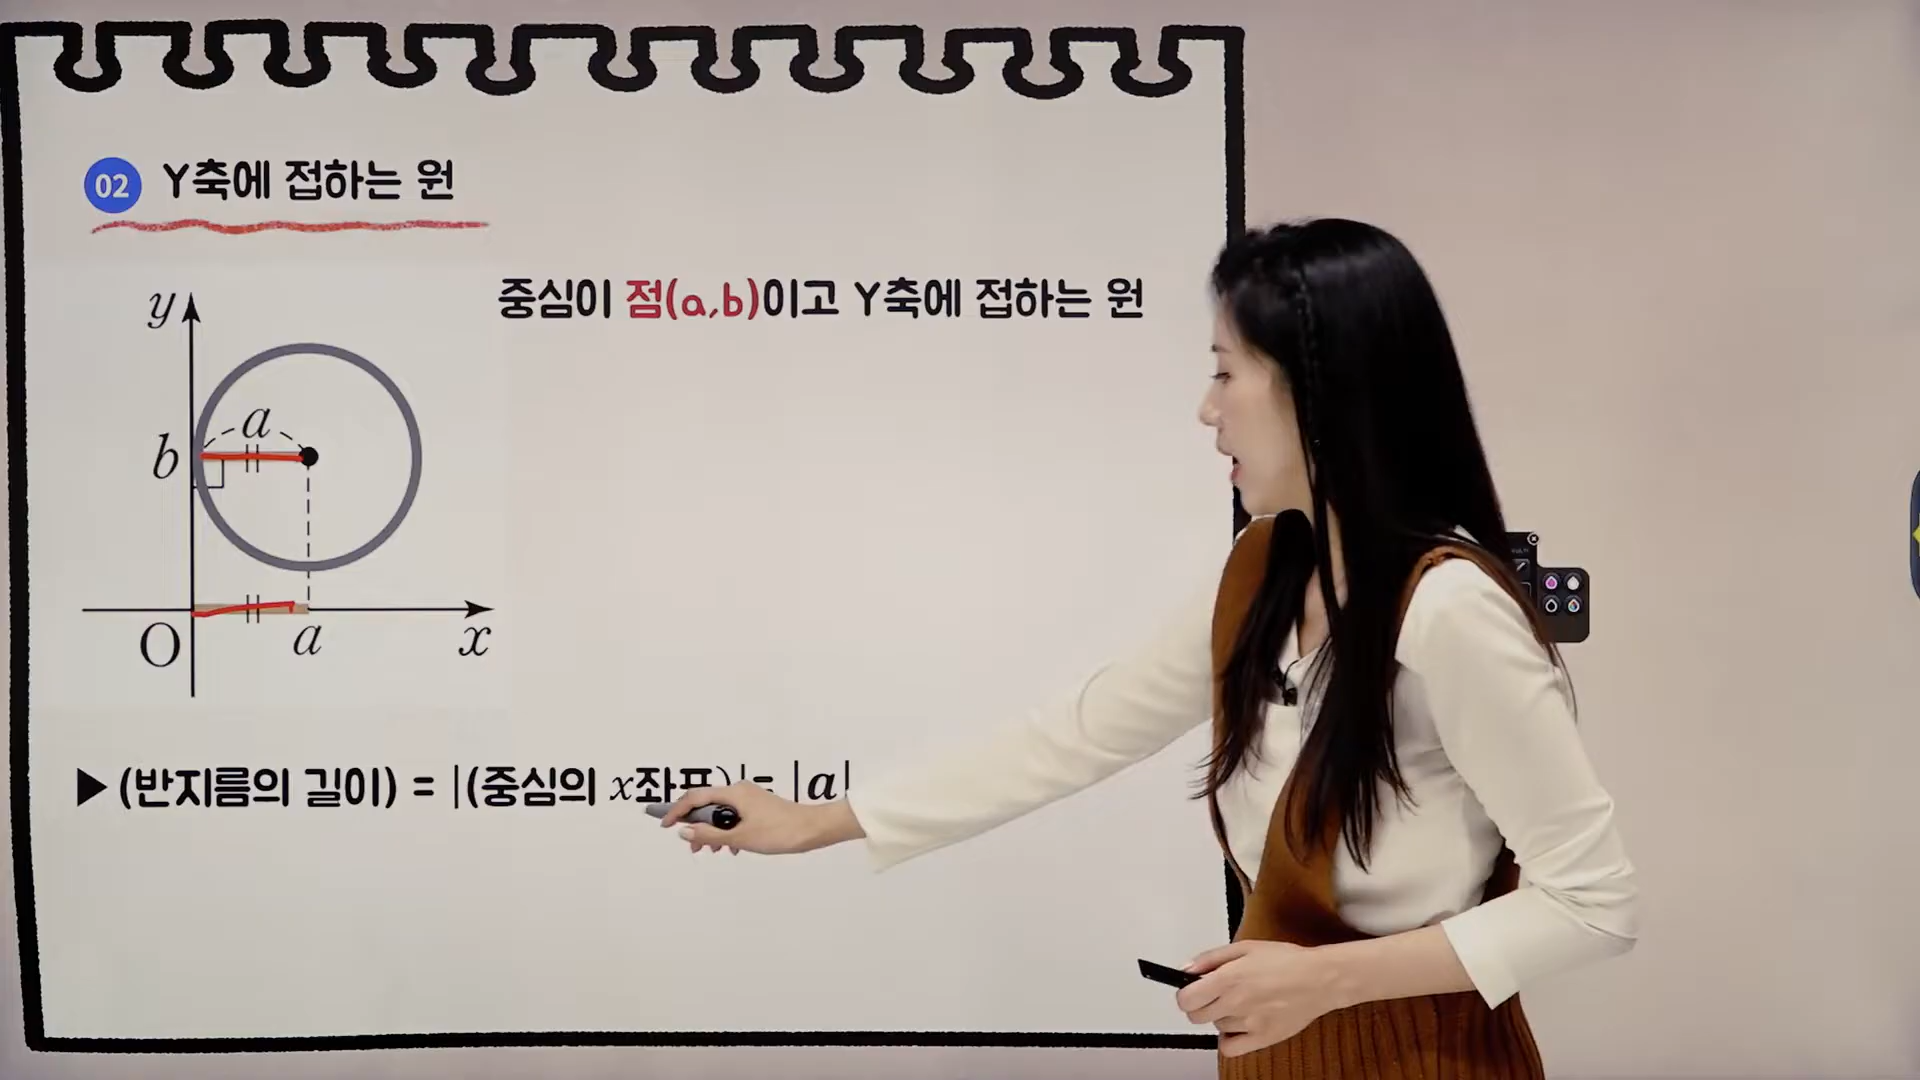 02 Y축에 접하는 원
중심이 점(a,b)이고 Y축에 접하는 원
y
a
b
O
a
x
▶ (반지름의 길이) = |(중심의 x좌표)| = |a|